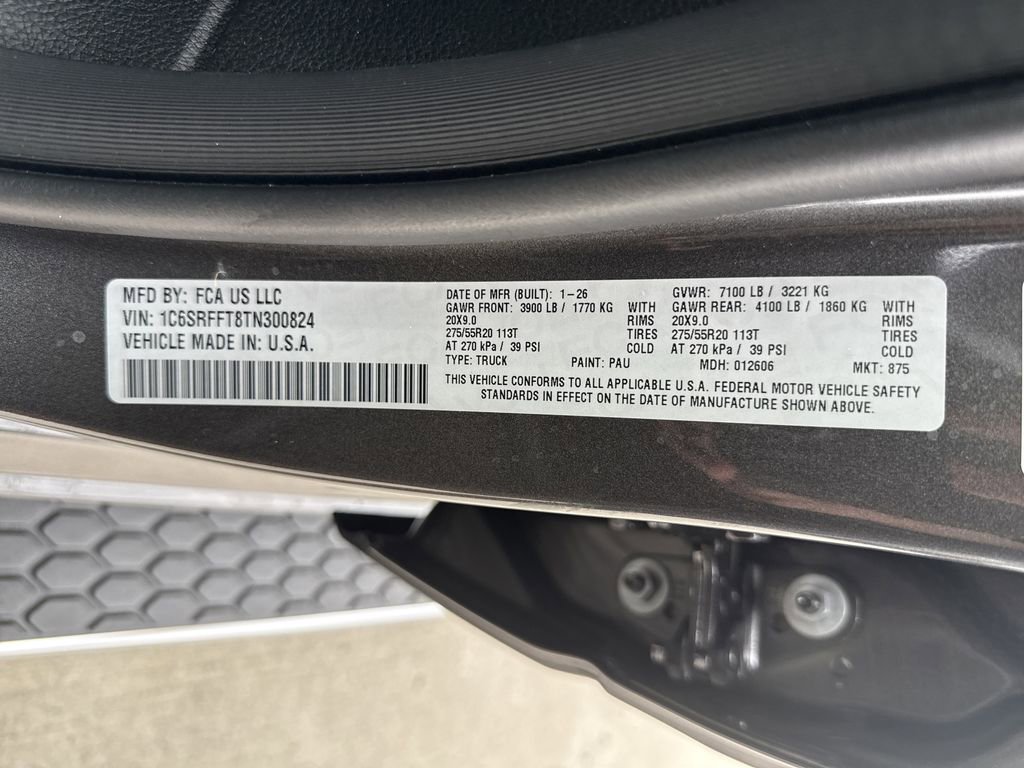 MFD BY: FCA US LLC
VIN: 1C6SRFFT8TN300824
VEHICLE MADE IN: U.S.A.
DATE OF MFR (BUILT): 1-26 GVWR: 7100 LB / 3221 KG
GAWR FRONT: 3900 LB / 1770 KG WITH GAWR REAR: 4100 LB / 1860 KG WITH
20X9.0 RIMS 20X9.0 RIMS
275/55R20 113T TIRES 275/55R20 113T TIRES
AT 270 kPa / 39 PSI COLD AT 270 kPa / 39 PSI COLD
TYPE: TRUCK PAINT: PAU MDH: 012606 MKT: 875
THIS VEHICLE CONFORMS TO ALL APPLICABLE U.S.A. FEDERAL MOTOR VEHICLE SAFETY
STANDARDS IN EFFECT ON THE DATE OF MANUFACTURE SHOWN ABOVE.